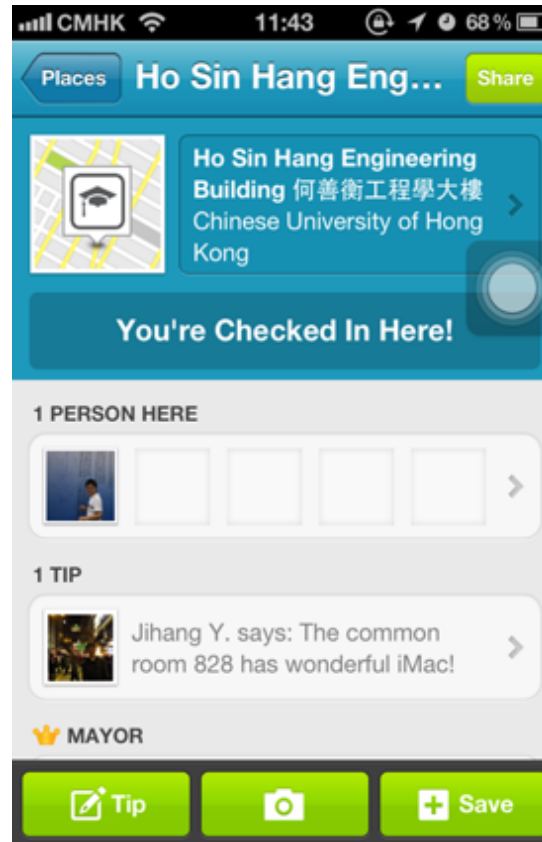 CMHK 11:43 68%
Places Ho Sin Hang Eng... Share
Ho Sin Hang Engineering
Building 何善衡工程學大樓
Chinese University of Hong
Kong
You're Checked In Here!
1 PERSON HERE
1 TIP
Jihang Y. says: The common
room 828 has wonderful iMac!
MAYOR
Tip Save